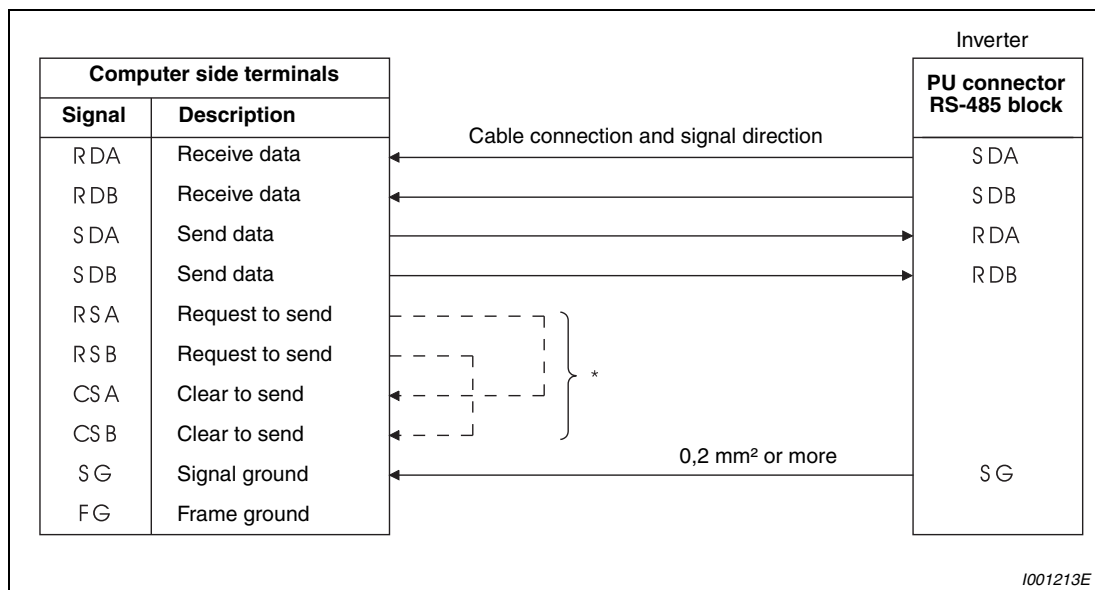 Inverter
Computer side terminals
PU connector
RS-485 block
Signal Description
Cable connection and signal direction
RDA Receive data SDA
RDB Receive data SDB
SDA Send data RDA
SDB Send data RDB
RSA Request to send
RSB Request to send
*
CSA Clear to send
CSB Clear to send
0,2 mm² or more
SG Signal ground SG
FG Frame ground
I001213E